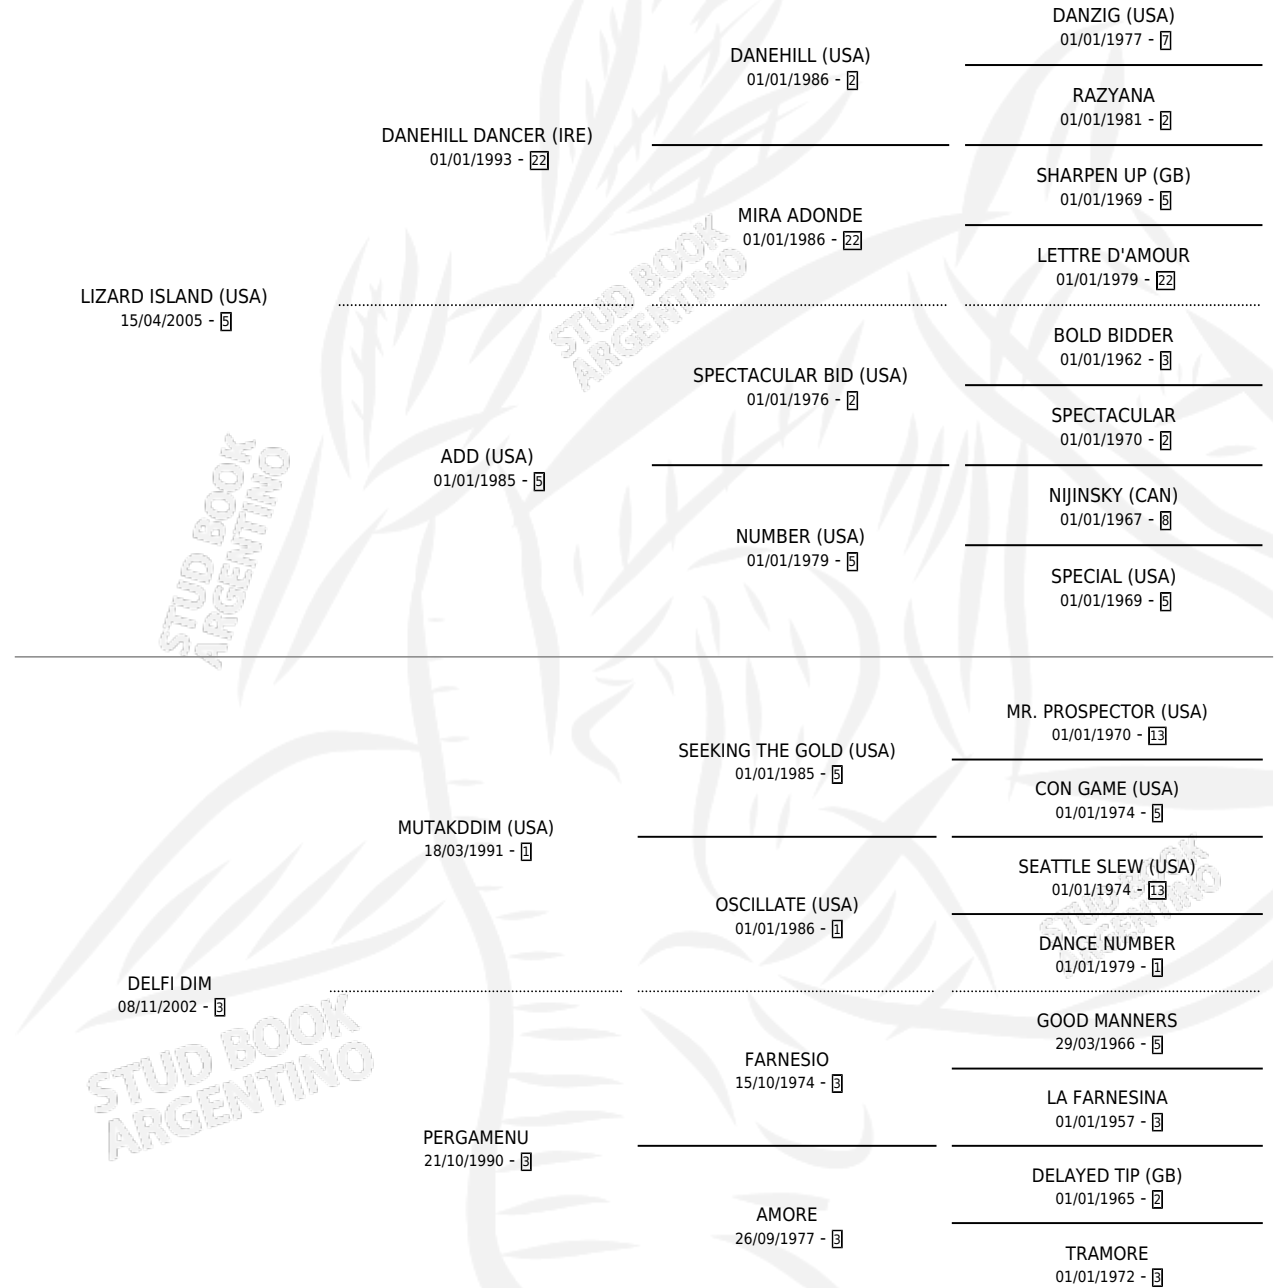 DANZIG (USA)
01/01/1977 - 7
DANEHILL (USA)
01/01/1986 - 2
RAZYANA
01/01/1981 - 2
DANEHILL DANCER (IRE)
01/01/1993 - 22
SHARPEN UP (GB)
01/01/1969 - 5
MIRA ADONDE
01/01/1986 - 22
LETTRE D'AMOUR
01/01/1979 - 22
LIZARD ISLAND (USA)
15/04/2005 - 5
STUD BOOK
ARGENTINO
BOLD BIDDER
01/01/1962 - 3
SPECTACULAR BID (USA)
01/01/1976 - 2
SPECTACULAR
01/01/1970 - 2
ADD (USA)
01/01/1985 - 5
NIJINSKY (CAN)
01/01/1967 - 8
NUMBER (USA)
01/01/1979 - 5
SPECIAL (USA)
01/01/1969 - 5
STUD BOOK
ARGENTINO
MR. PROSPECTOR (USA)
01/01/1970 - 13
SEEKING THE GOLD (USA)
01/01/1985 - 5
CON GAME (USA)
01/01/1974 - 5
MUTAKDDIM (USA)
18/03/1991 - 1
SEATTLE SLEW (USA)
01/01/1974 - 13
OSCILLATE (USA)
01/01/1986 - 1
STUD BOOK
ARGENTINO
DANCE NUMBER
01/01/1979 - 1
DELFI DIM
08/11/2002 - 3
GOOD MANNERS
29/03/1966 - 5
FARNESIO
15/10/1974 - 3
STUD BOOK
ARGENTINO
LA FARNESINA
01/01/1957 - 3
PERGAMENU
21/10/1990 - 3
DELAYED TIP (GB)
01/01/1965 - 2
AMORE
26/09/1977 - 3
TRAMORE
01/01/1972 - 3